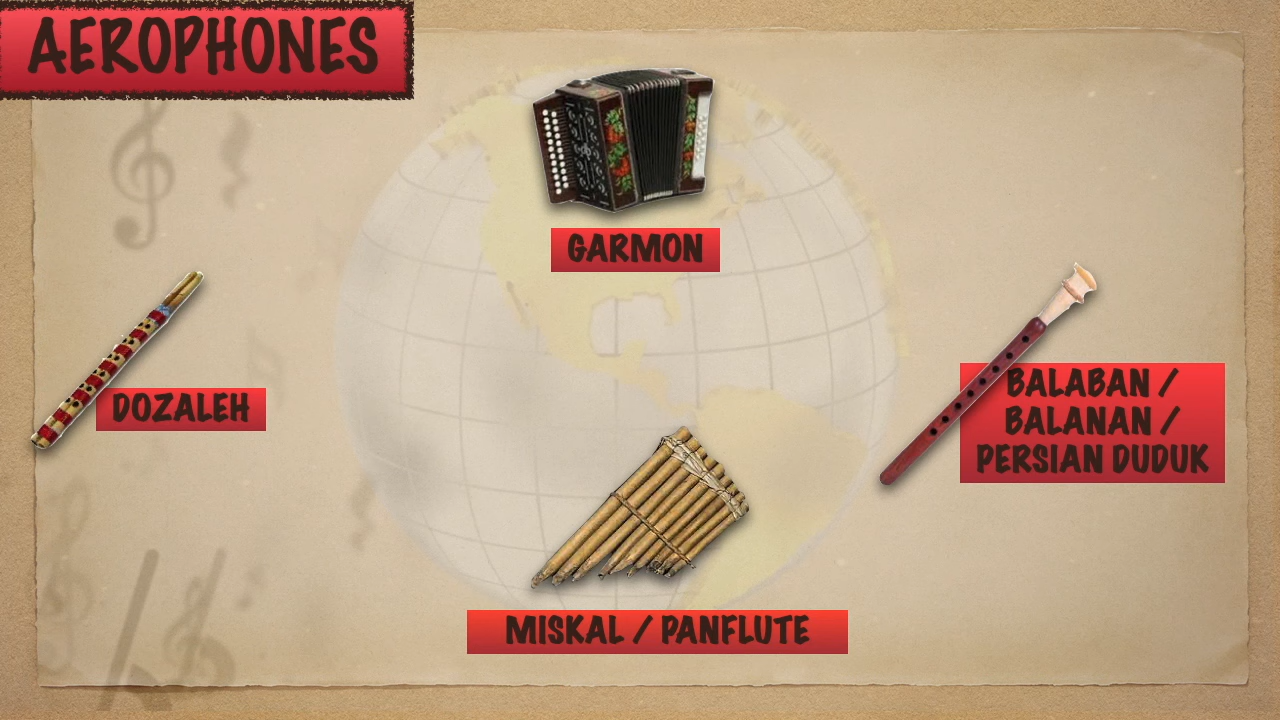 AEROPHONES
GARMON
DOZALEH
BALABAN /
BALANAN /
PERSIAN DUDUK
MISKAL / PANFLUTE